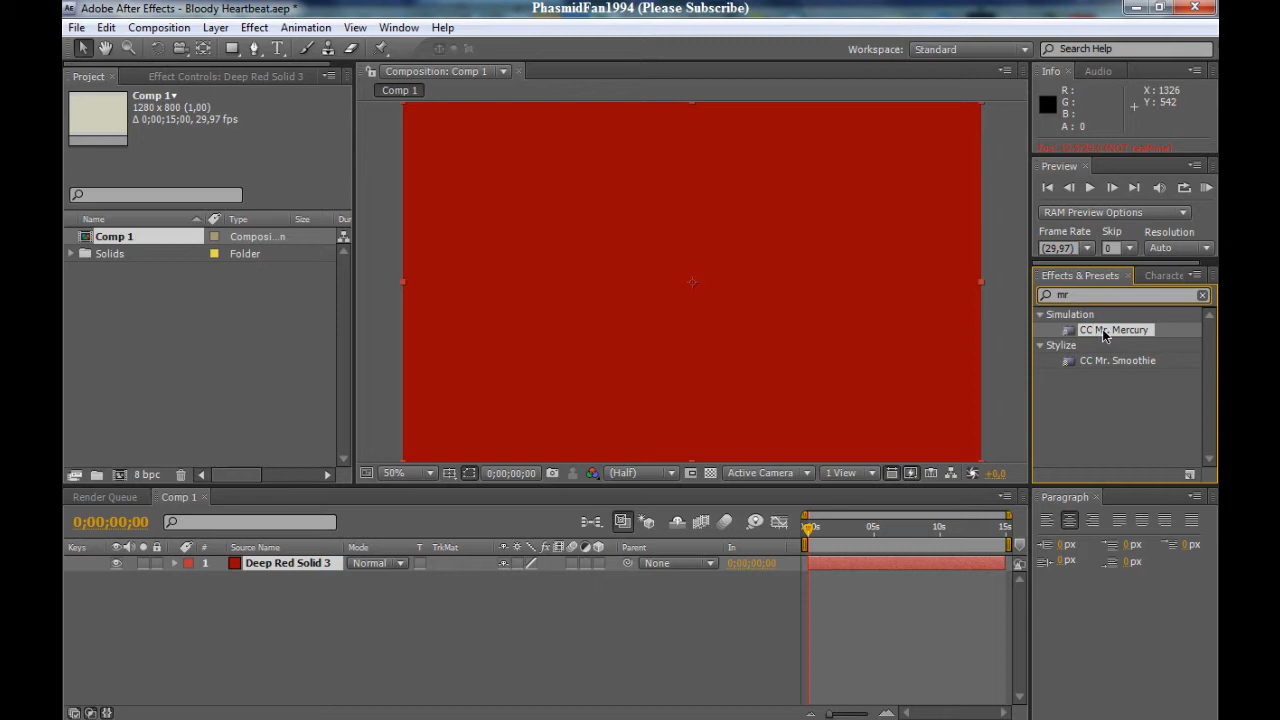 PhasmidFan1994 (Please Subscribe)
Adobe After Effects - Bloody Heartbeat.aep *
File Edit Composition Layer Effect Animation View Window Help
Workspace: Standard
Search Help
Project
Effect Controls: Deep Red Solid 3
Composition: Comp 1
Info
Audio
Comp 1
1280 x 800 (1,00)
Δ 0;00;15;00, 29,97 fps
Comp 1
R :
G :
B :
A : 0
X : 1326
Y : 542
Preview
RAM Preview Options
Frame Rate Skip Resolution
(29,97) 0 Auto
Name Type Size Dur
Comp 1 Composi...n
Solids Folder
Effects & Presets
Characte
mr
Simulation
CC Mr. Mercury
Stylize
CC Mr. Smoothie
8 bpc
50%
0;00;00;00
(Half)
Active Camera
1 View
+0,0
Render Queue
Comp 1
Paragraph
0;00;00;00
05s 10s 15s
Keys # Source Name Mode T TrkMat Parent In
1 Deep Red Solid 3 Normal None 0;00;00;00
0 px 0 px 0 px
0 px 0 px